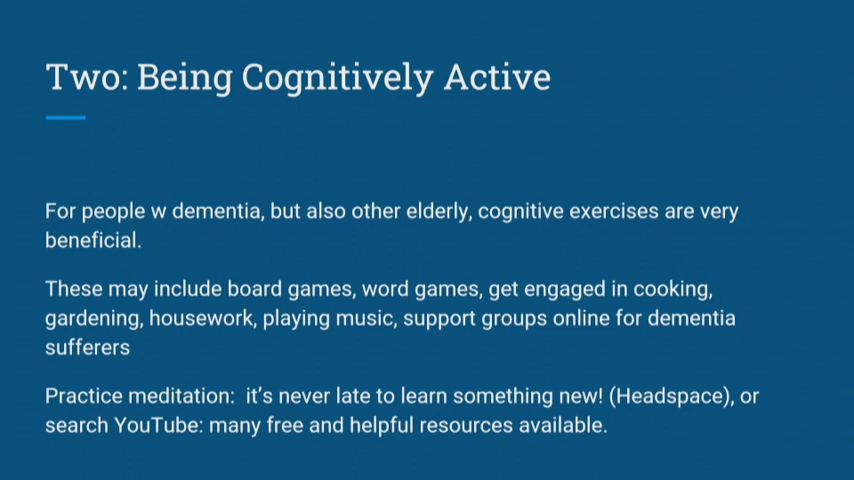 Two: Being Cognitively Active
For people w dementia, but also other elderly, cognitive exercises are very
beneficial.
These may include board games, word games, get engaged in cooking,
gardening, housework, playing music, support groups online for dementia
sufferers
Practice meditation:  it’s never late to learn something new! (Headspace), or
search YouTube: many free and helpful resources available.